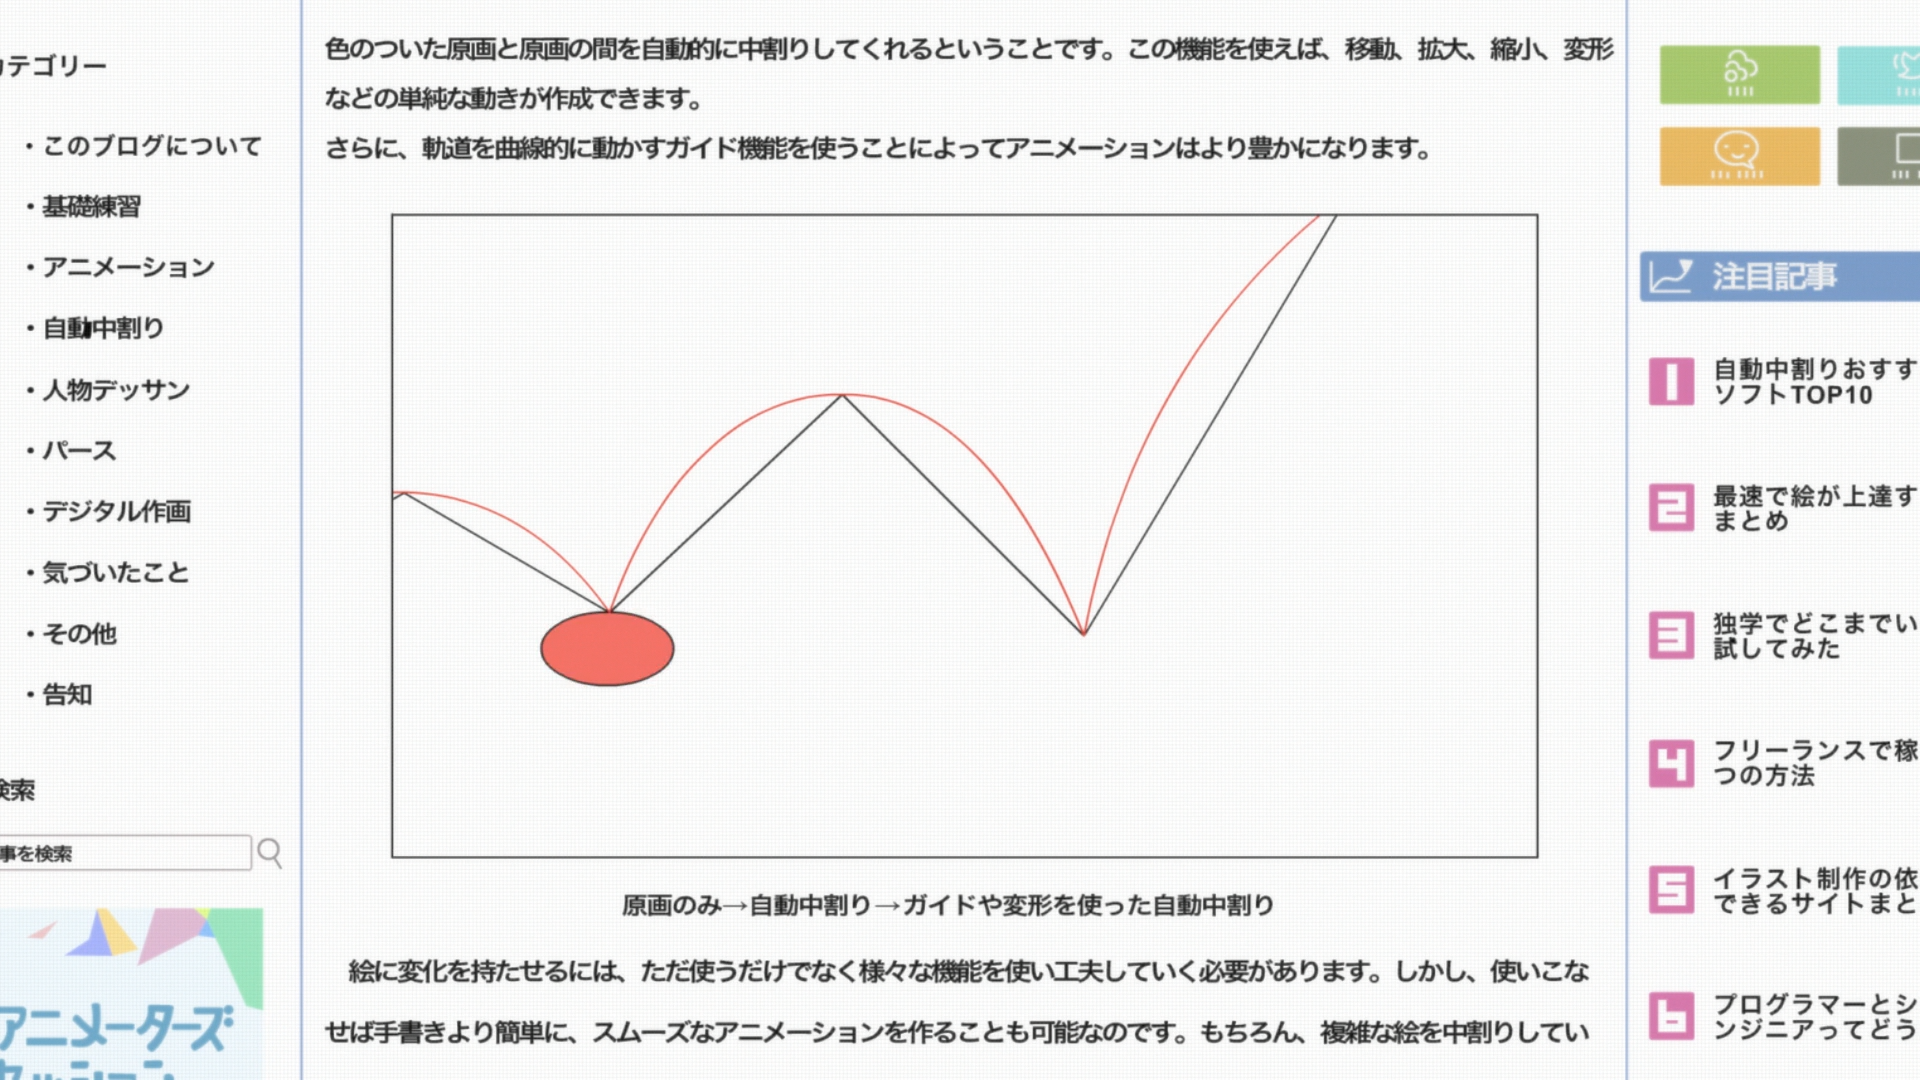 カテゴリー
・このブログについて
・基礎練習
・アニメーション
・自動中割り
・人物デッサン
・パース
・デジタル作画
・気づいたこと
・その他
・告知
検索
事を検索
アニメーターズ
セッション
色のついた原画と原画の間を自動的に中割りしてくれるということです。この機能を使えば、移動、拡大、縮小、変形
などの単純な動きが作成できます。
さらに、軌道を曲線的に動かすガイド機能を使うことによってアニメーションはより豊かになります。
原画のみ→自動中割り→ガイドや変形を使った自動中割り
絵に変化を持たせるには、ただ使うだけでなく様々な機能を使い工夫していく必要があります。しかし、使いこな
せば手書きより簡単に、スムーズなアニメーションを作ることも可能なのです。もちろん、複雑な絵を中割りしてい
注目記事
1 自動中割りおすす
ソフトTOP10
2 最速で絵が上達す
まとめ
3 独学でどこまでい
試してみた
4 フリーランスで稼
つの方法
5 イラスト制作の依
できるサイトまと
6 プログラマーとシ
ンジニアってどう